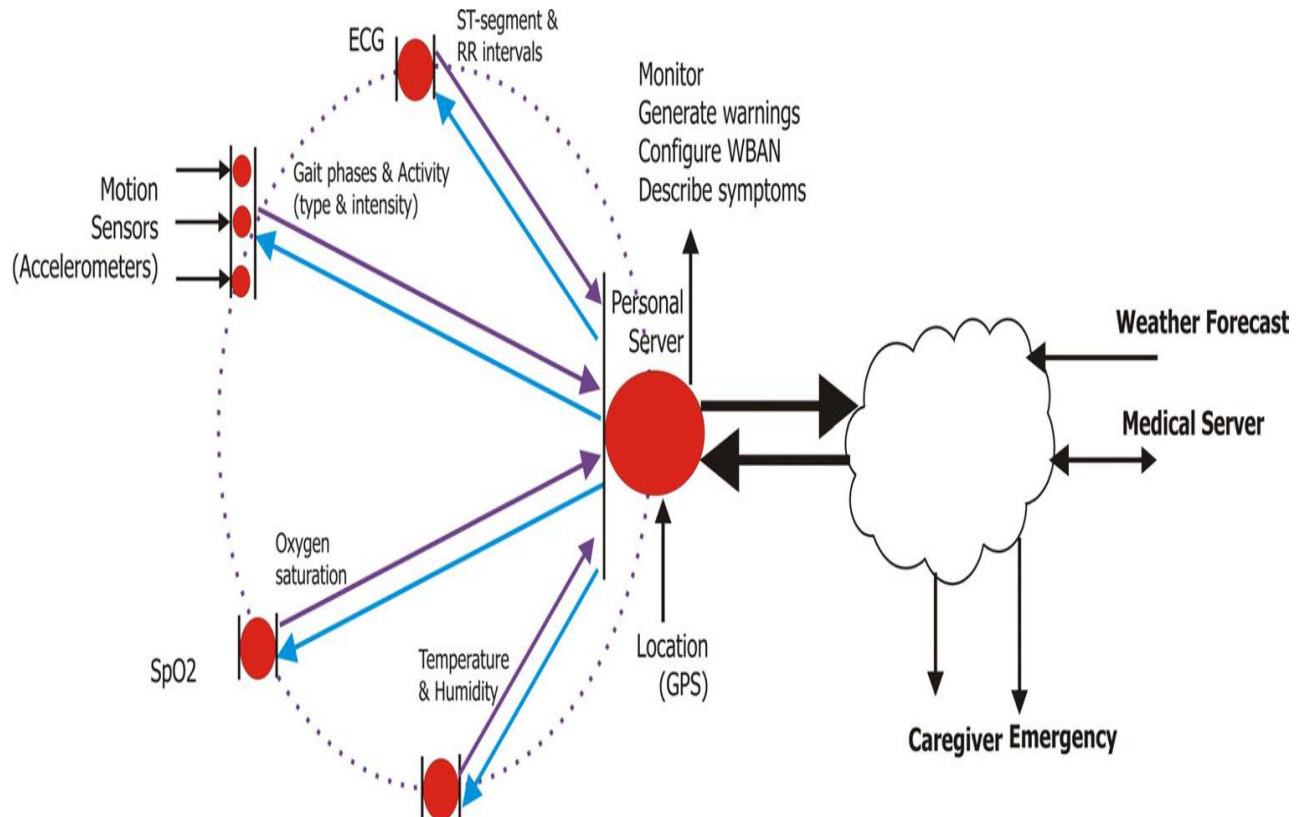 ECG
ST-segment &
RR intervals
Monitor
Generate warnings
Configure WBAN
Describe symptoms
Motion
Sensors
(Accelerometers)
Gait phases & Activity
(type & intensity)
Personal
Server
Weather Forecast
Medical Server
Oxygen
saturation
SpO2
Temperature
& Humidity
Location
(GPS)
Caregiver Emergency